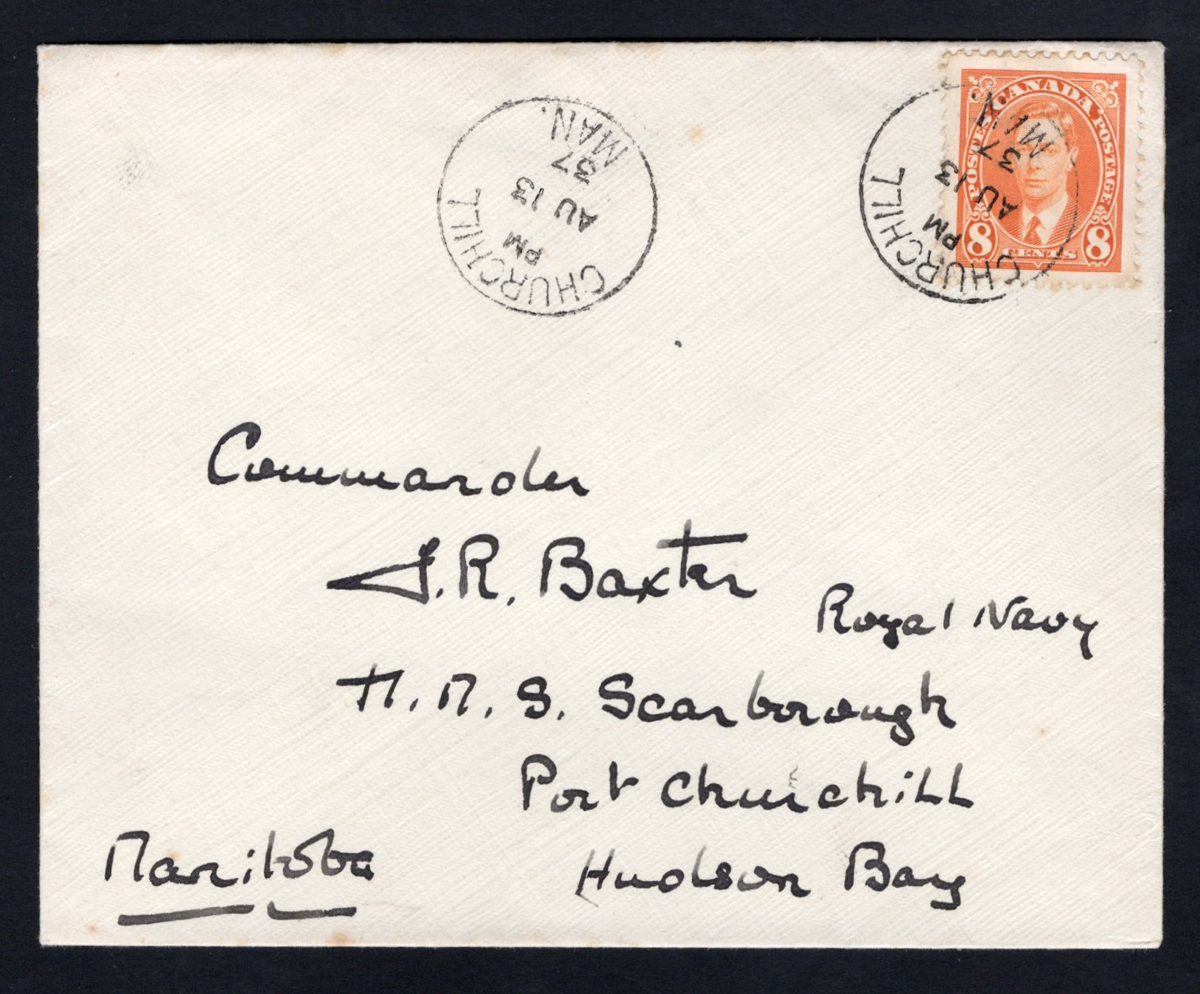 CHURCHILL
PM
AU 13
37
MAN.
CHURCHILL
PM
AU 13
37
MAN.
CANADA
POSTES POSTAGE
8 CENTS 8
Commander
J.R. Baxter
Royal Navy
H.M.S. Scarborough
Port Churchill
Hudson Bay
Manitoba